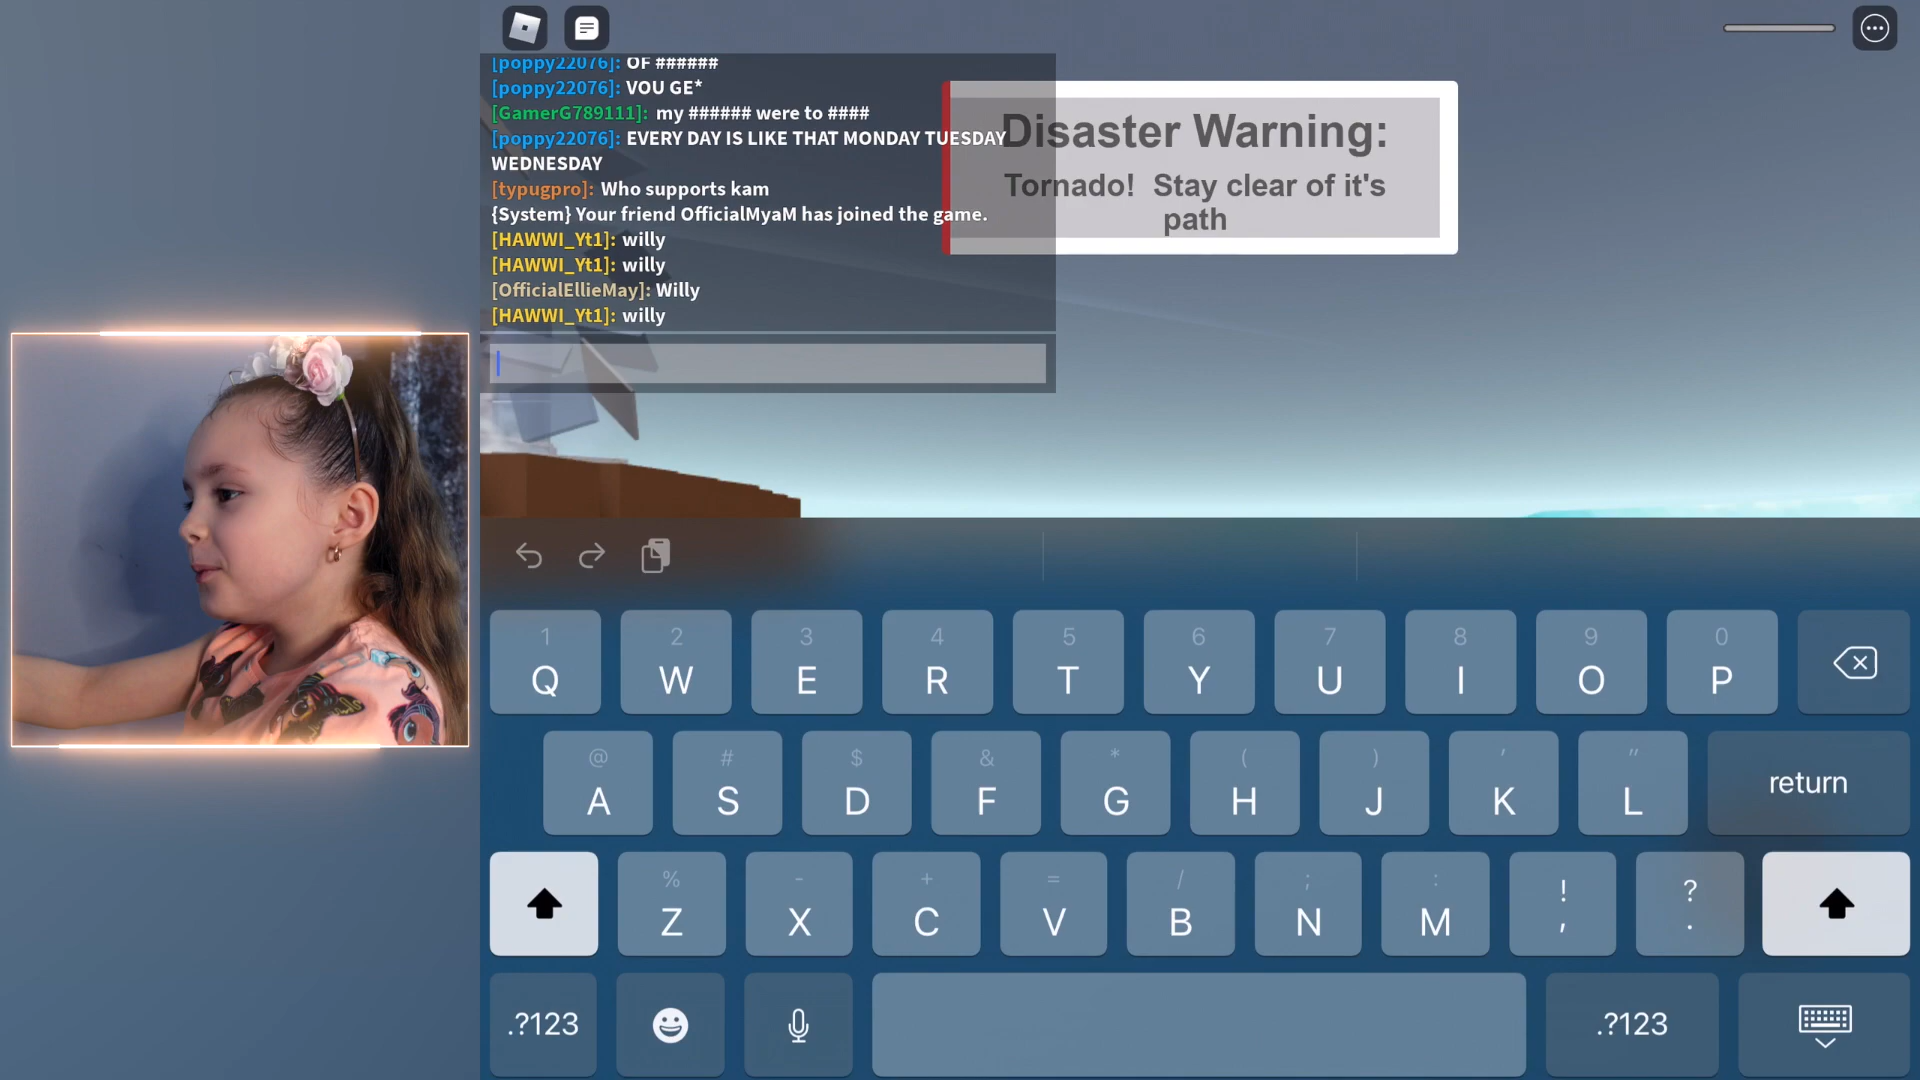 [poppy22076]: OF ######
[poppy22076]: VOU GE*
[GamerG789111]: my ###### were to ####
[poppy22076]: EVERY DAY IS LIKE THAT MONDAY TUESDAY
WEDNESDAY
[typugpro]: Who supports kam
{System} Your friend OfficialMyaM has joined the game.
[HAWWI_Yt1]: willy
[HAWWI_Yt1]: willy
[OfficialEllieMay]: Willy
[HAWWI_Yt1]: willy
Disaster Warning:
Tornado! Stay clear of it's
path
1 2 3 4 5 6 7 8 9 0
Q W E R T Y U I O P
@ # $ & * ( ) ' "
A S D F G H J K L return
% - + = / ; : ! ?
Z X C V B N M , .
.?123 .?123